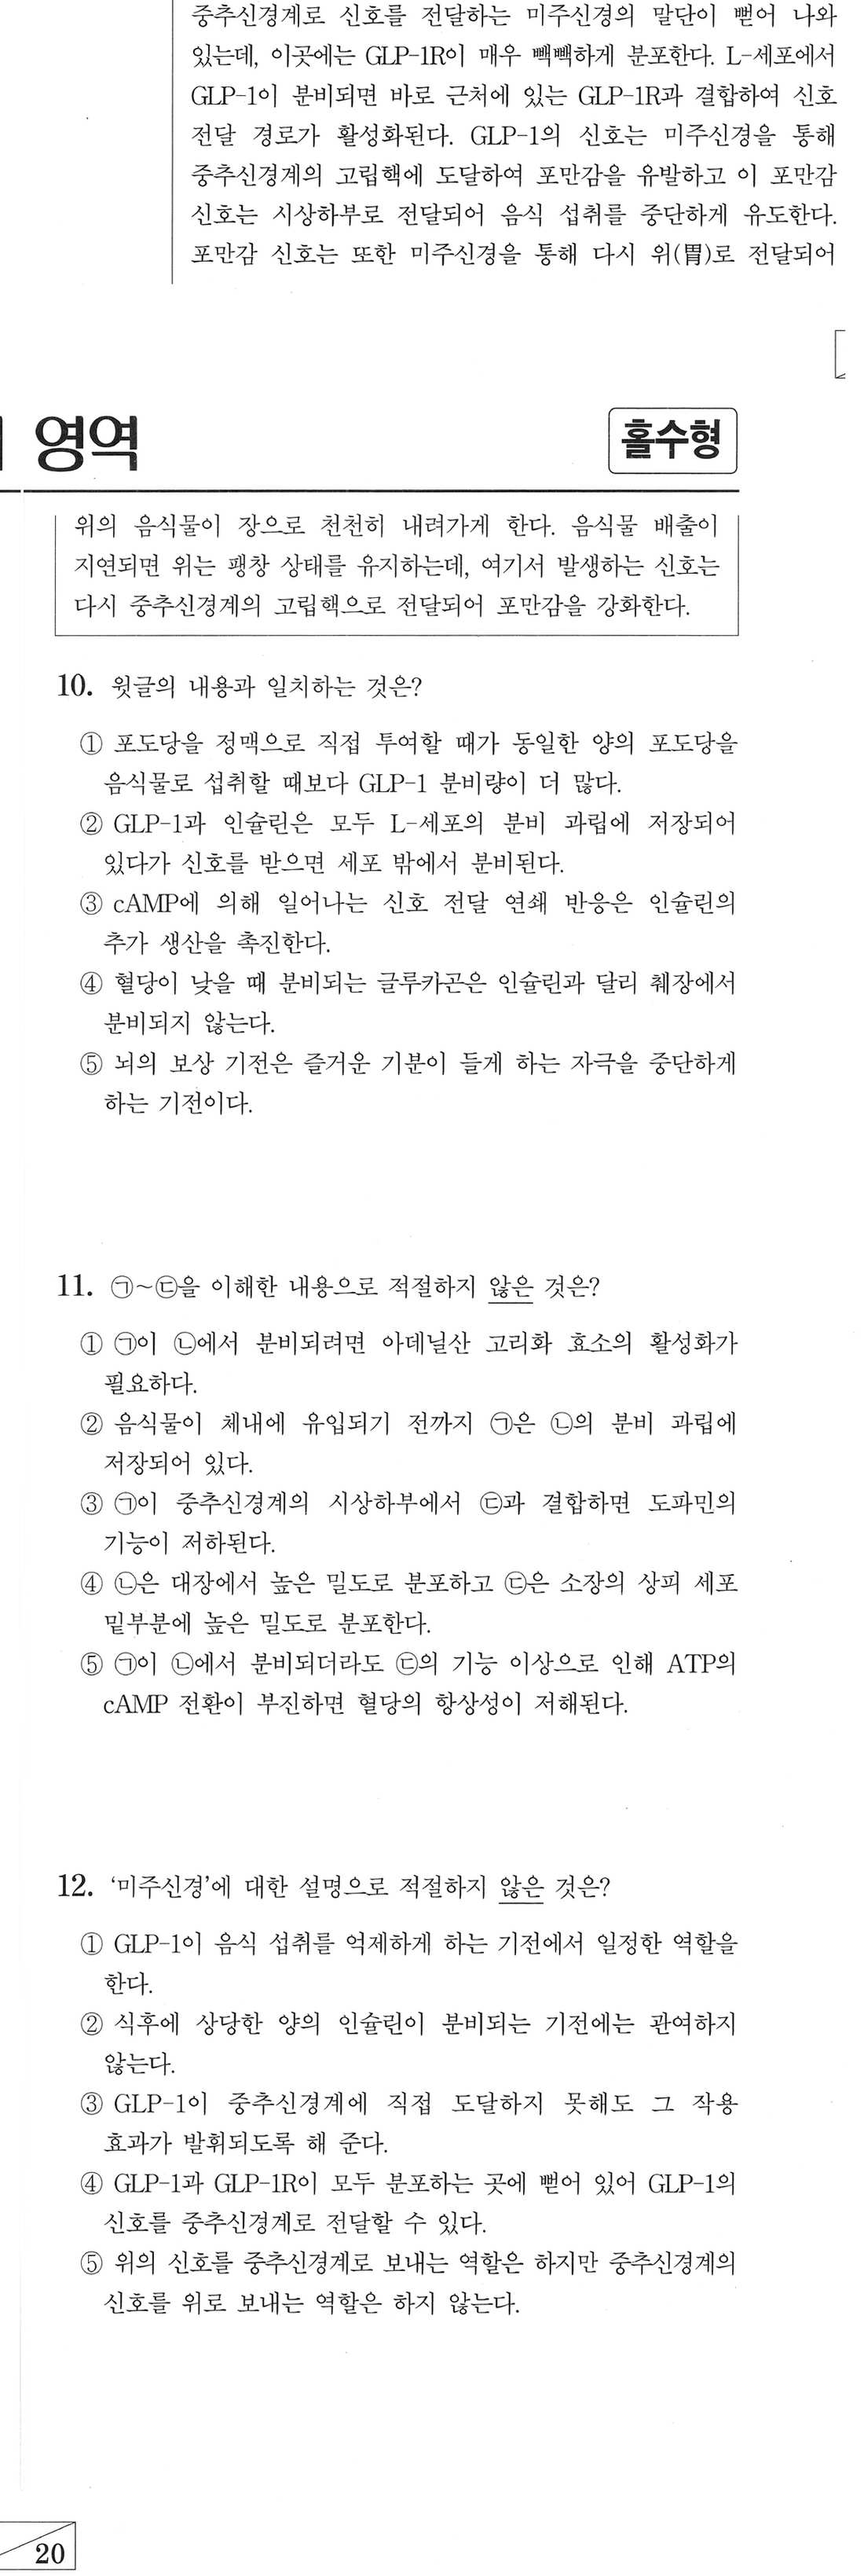 중추신경계로 신호를 전달하는 미주신경의 말단이 뻗어 나와
있는데, 이곳에는 GLP-1R이 매우 빽빽하게 분포한다. L-세포에서
GLP-1이 분비되면 바로 근처에 있는 GLP-1R과 결합하여 신호
전달 경로가 활성화된다. GLP-1의 신호는 미주신경을 통해
중추신경계의 고립핵에 도달하여 포만감을 유발하고 이 포만감
신호는 시상하부로 전달되어 음식 섭취를 중단하게 유도한다.
포만감 신호는 또한 미주신경을 통해 다시 위(胃)로 전달되어
영역
홀수형
위의 음식물이 장으로 천천히 내려가게 한다. 음식물 배출이
지연되면 위는 팽창 상태를 유지하는데, 여기서 발생하는 신호는
다시 중추신경계의 고립핵으로 전달되어 포만감을 강화한다.
10. 윗글의 내용과 일치하는 것은?
① 포도당을 정맥으로 직접 투여할 때가 동일한 양의 포도당을
음식물로 섭취할 때보다 GLP-1 분비량이 더 많다.
② GLP-1과 인슐린은 모두 L-세포의 분비 과립에 저장되어
있다가 신호를 받으면 세포 밖에서 분비된다.
③ cAMP에 의해 일어나는 신호 전달 연쇄 반응은 인슐린의
추가 생산을 촉진한다.
④ 혈당이 낮을 때 분비되는 글루카곤은 인슐린과 달리 췌장에서
분비되지 않는다.
⑤ 뇌의 보상 기전은 즐거운 기분이 들게 하는 자극을 중단하게
하는 기전이다.
11. ㉠~㉢을 이해한 내용으로 적절하지 않은 것은?
① ㉠이 ㉡에서 분비되려면 아데닐산 고리화 효소의 활성화가
필요하다.
② 음식물이 체내에 유입되기 전까지 ㉠은 ㉡의 분비 과립에
저장되어 있다.
③ ㉠이 중추신경계의 시상하부에서 ㉢과 결합하면 도파민의
기능이 저하된다.
④ ㉡은 대장에서 높은 밀도로 분포하고 ㉢은 소장의 상피 세포
밑부분에 높은 밀도로 분포한다.
⑤ ㉠이 ㉡에서 분비되더라도 ㉢의 기능 이상으로 인해 ATP의
cAMP 전환이 부진하면 혈당의 항상성이 저해된다.
12. ‘미주신경’에 대한 설명으로 적절하지 않은 것은?
① GLP-1이 음식 섭취를 억제하게 하는 기전에서 일정한 역할을
한다.
② 식후에 상당한 양의 인슐린이 분비되는 기전에는 관여하지
않는다.
③ GLP-1이 중추신경계에 직접 도달하지 못해도 그 작용
효과가 발휘되도록 해 준다.
④ GLP-1과 GLP-1R이 모두 분포하는 곳에 뻗어 있어 GLP-1의
신호를 중추신경계로 전달할 수 있다.
⑤ 위의 신호를 중추신경계로 보내는 역할은 하지만 중추신경계의
신호를 위로 보내는 역할은 하지 않는다.
20